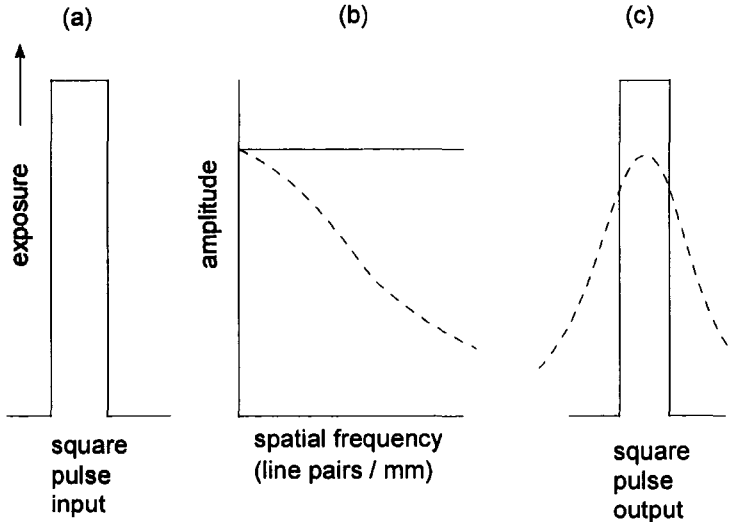 (a)
(b)
(c)
exposure
amplitude
square
pulse
input
spatial frequency
(line pairs / mm)
square
pulse
output